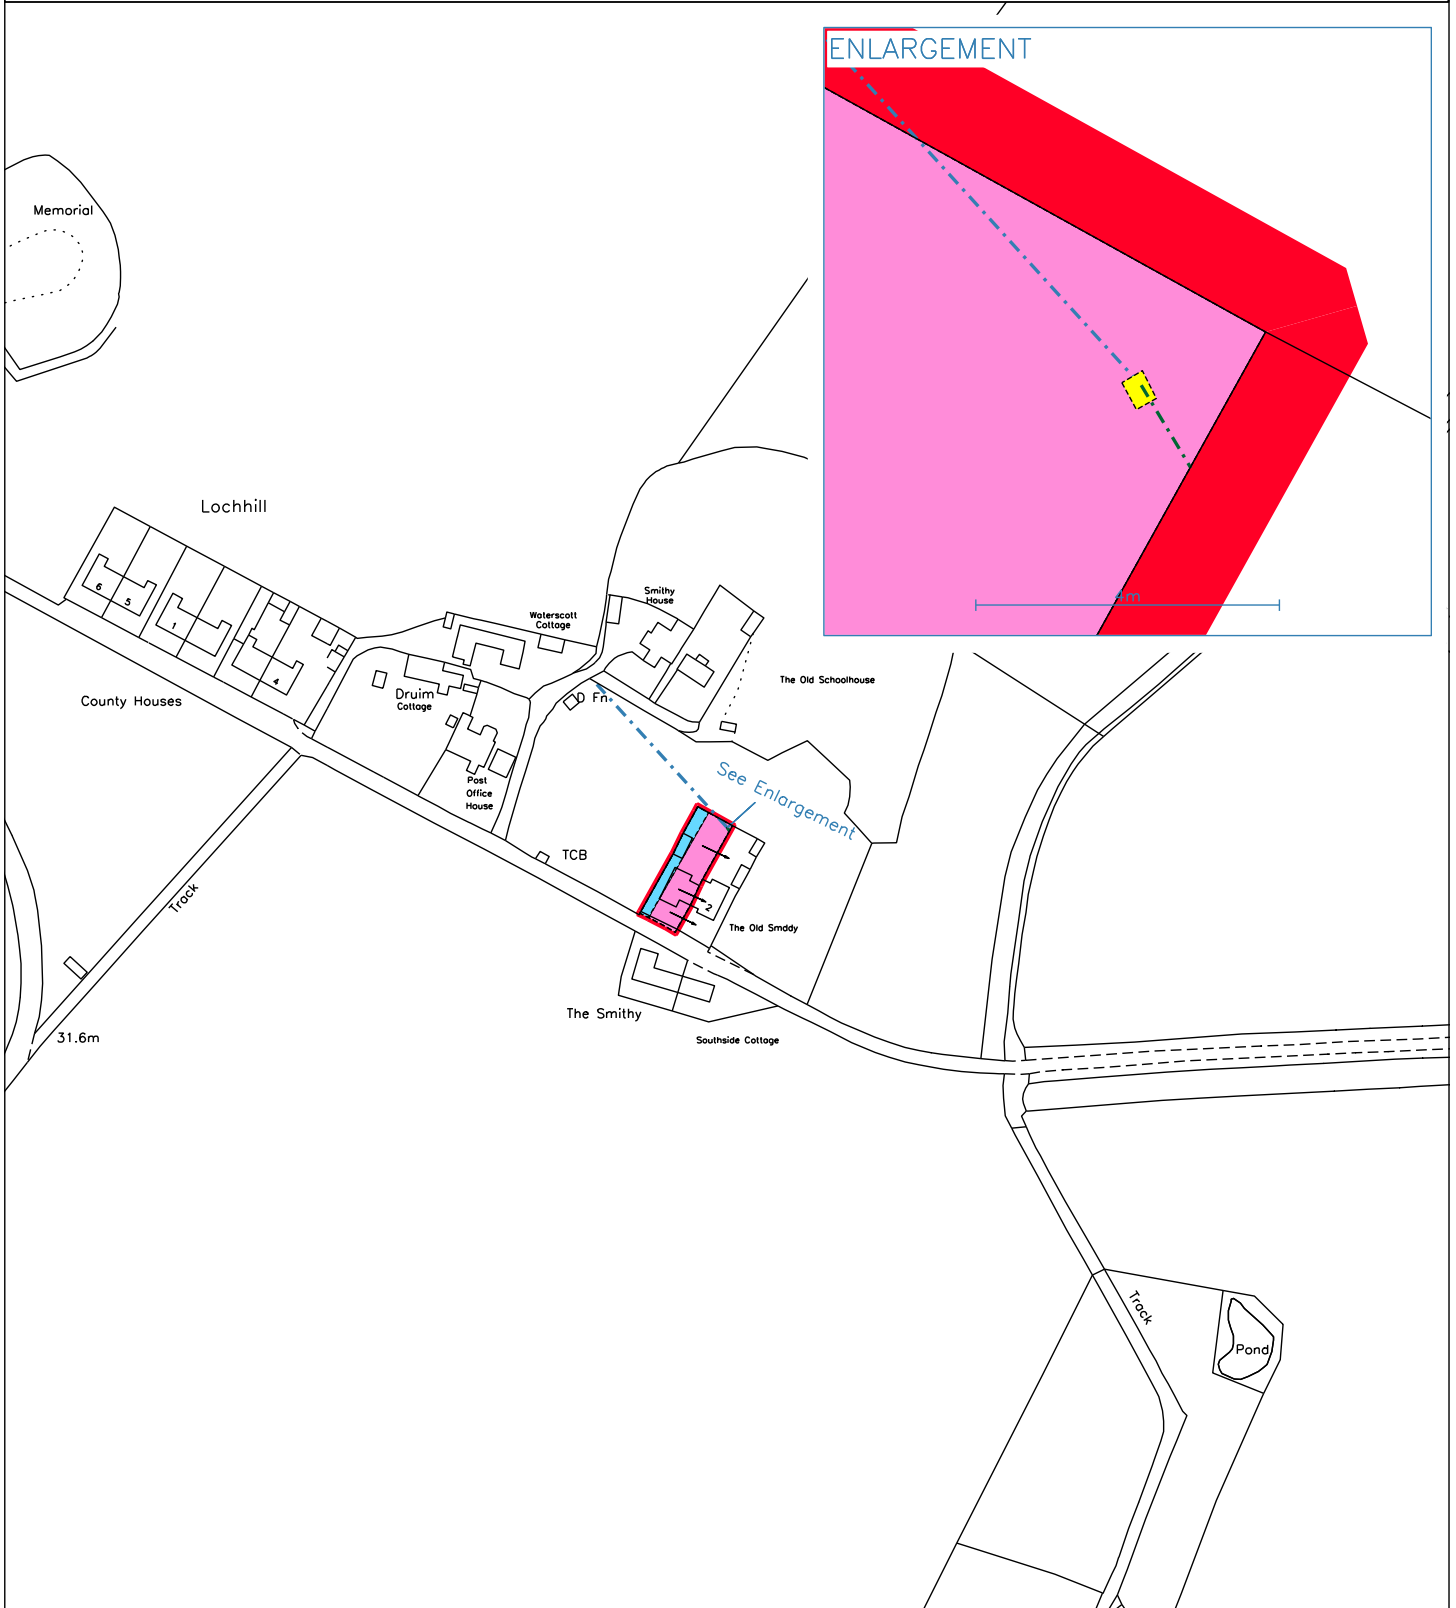 ENLARGEMENT
Memorial
4m
Lochhill
6
5
1
4
County Houses
Waterscott
Cottage
Smithy
House
Druim
Cottage
D Fn
The Old Schoolhouse
Post
Office
House
See Enlargement
TCB
2
The Old Smddy
Track
The Smithy
31.6m
Southside Cottage
Track
Pond